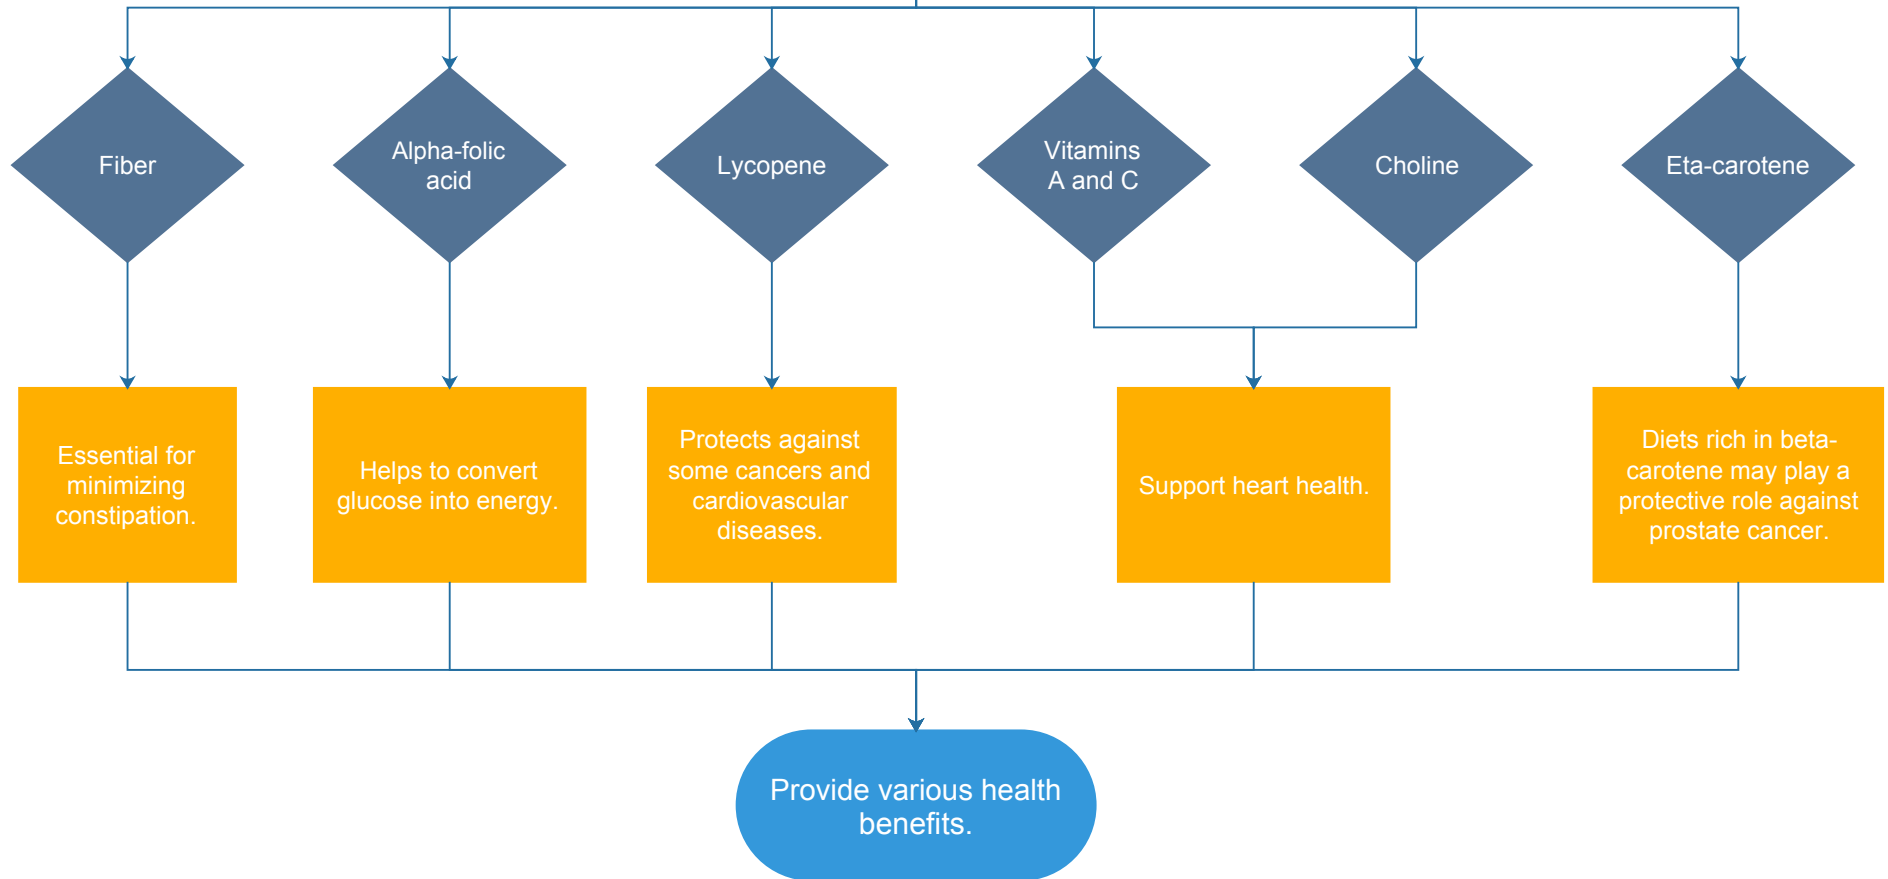 Fiber
Alpha-folic
acid
Lycopene
Vitamins
A and C
Choline
Eta-carotene
Essential for
minimizing
constipation.
Helps to convert
glucose into energy.
Protects against
some cancers and
cardiovascular
diseases.
Support heart health.
Diets rich in beta-
carotene may play a
protective role against
prostate cancer.
Provide various health
benefits.